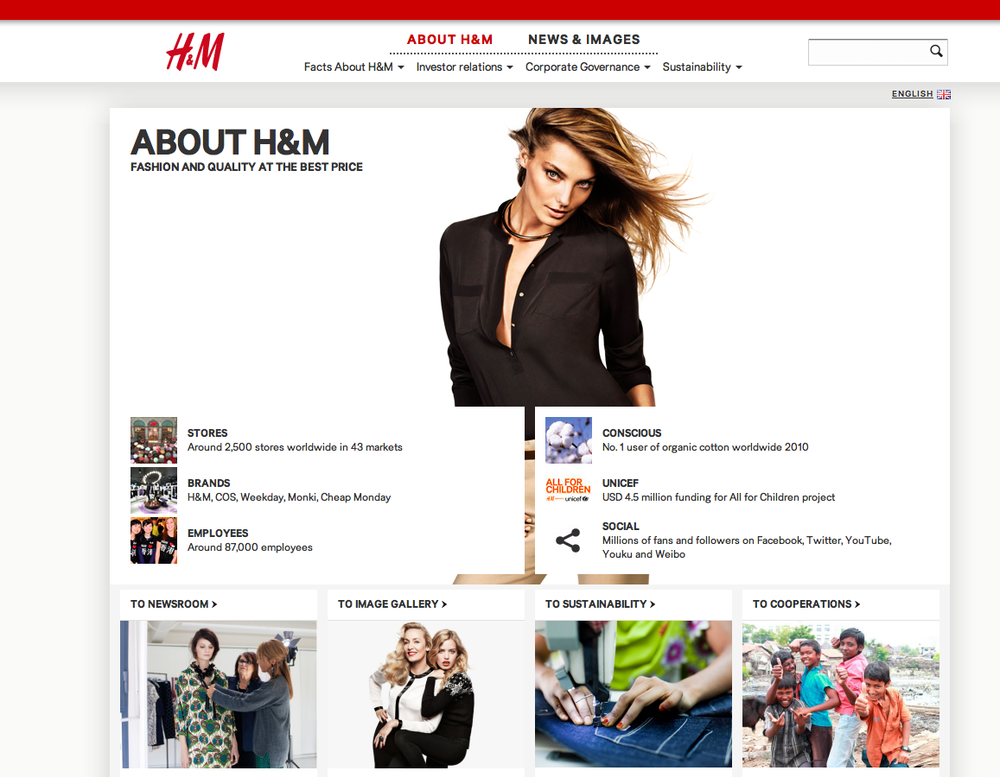 H&M
ABOUT H&M
NEWS & IMAGES
Facts About H&M
Investor relations
Corporate Governance
Sustainability
ENGLISH
ABOUT H&M
FASHION AND QUALITY AT THE BEST PRICE
STORES
Around 2,500 stores worldwide in 43 markets
BRANDS
H&M, COS, Weekday, Monki, Cheap Monday
EMPLOYEES
Around 87,000 employees
CONSCIOUS
No. 1 user of organic cotton worldwide 2010
ALL FOR
CHILDREN
H&M unicef
UNICEF
USD 4.5 million funding for All for Children project
SOCIAL
Millions of fans and followers on Facebook, Twitter, YouTube,
Youku and Weibo
TO NEWSROOM
TO IMAGE GALLERY
TO SUSTAINABILITY
TO COOPERATIONS